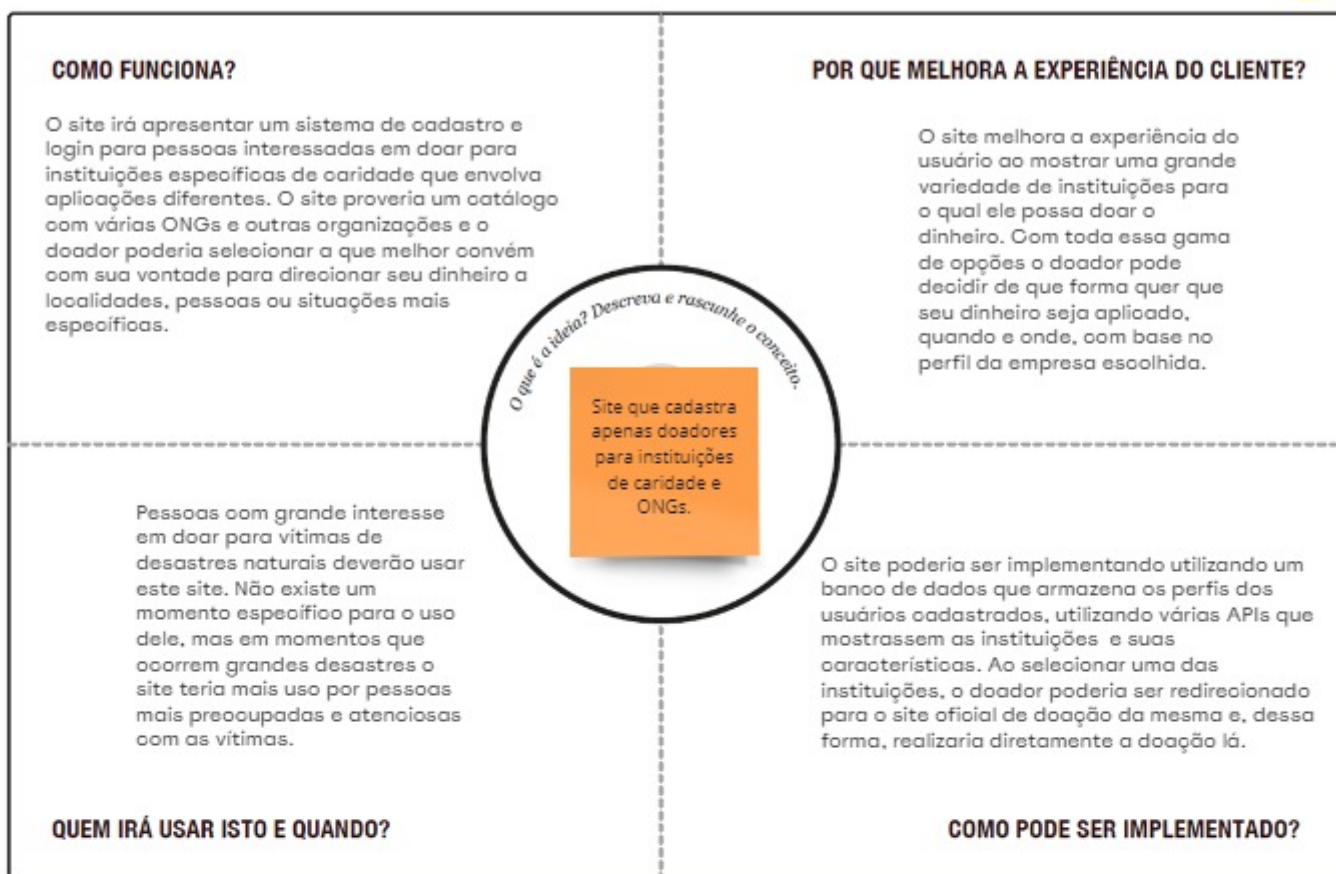 COMO FUNCIONA?
O site irá apresentar um sistema de cadastro e
login para pessoas interessadas em doar para
instituições específicas de caridade que envolva
aplicações diferentes. O site proveria um catálogo
com várias ONGs e outras organizações e o
doador poderia selecionar a que melhor convém
com sua vontade para direcionar seu dinheiro a
localidades, pessoas ou situações mais
específicas.
POR QUE MELHORA A EXPERIÊNCIA DO CLIENTE?
O site melhora a experiência do
usuário ao mostrar uma grande
variedade de instituições para
o qual ele possa doar o
dinheiro. Com toda essa gama
de opções o doador pode
decidir de que forma quer que
seu dinheiro seja aplicado,
quando e onde, com base no
perfil da empresa escolhida.
O que é a ideia? Descreva e rascunhe o conceito.
Site que cadastra
apenas doadores
para instituições
de caridade e
ONGs.
Pessoas com grande interesse
em doar para vítimas de
desastres naturais deverão usar
este site. Não existe um
momento específico para o uso
dele, mas em momentos que
ocorrem grandes desastres o
site teria mais uso por pessoas
mais preocupadas e atenciosas
com as vítimas.
QUEM IRÁ USAR ISTO E QUANDO?
O site poderia ser implementando utilizando um
banco de dados que armazena os perfis dos
usuários cadastrados, utilizando várias APIs que
mostrassem as instituições e suas
características. Ao selecionar uma das
instituições, o doador poderia ser redirecionado
para o site oficial de doação da mesma e, dessa
forma, realizaria diretamente a doação lá.
COMO PODE SER IMPLEMENTADO?